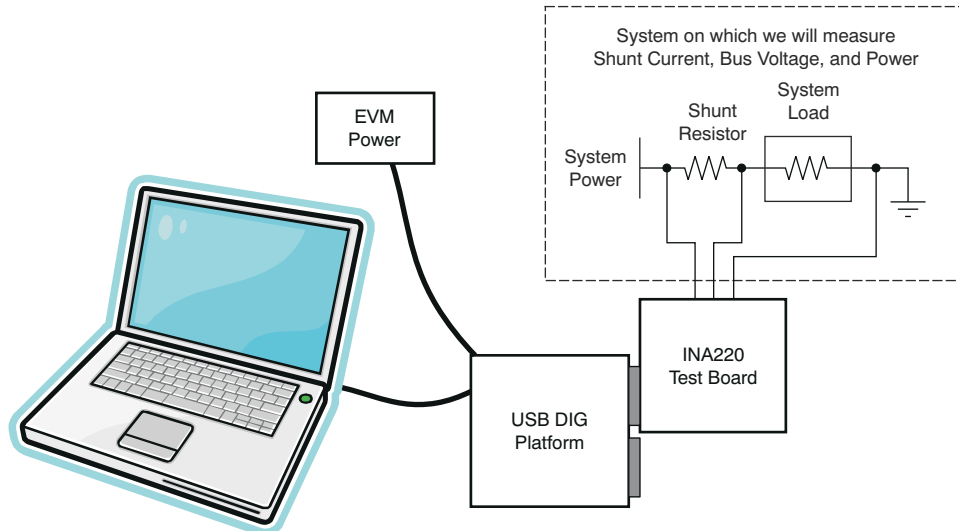 System on which we will measure
Shunt Current, Bus Voltage, and Power
System
Load
Shunt
Resistor
System
Power
EVM
Power
INA220
Test Board
USB DIG
Platform